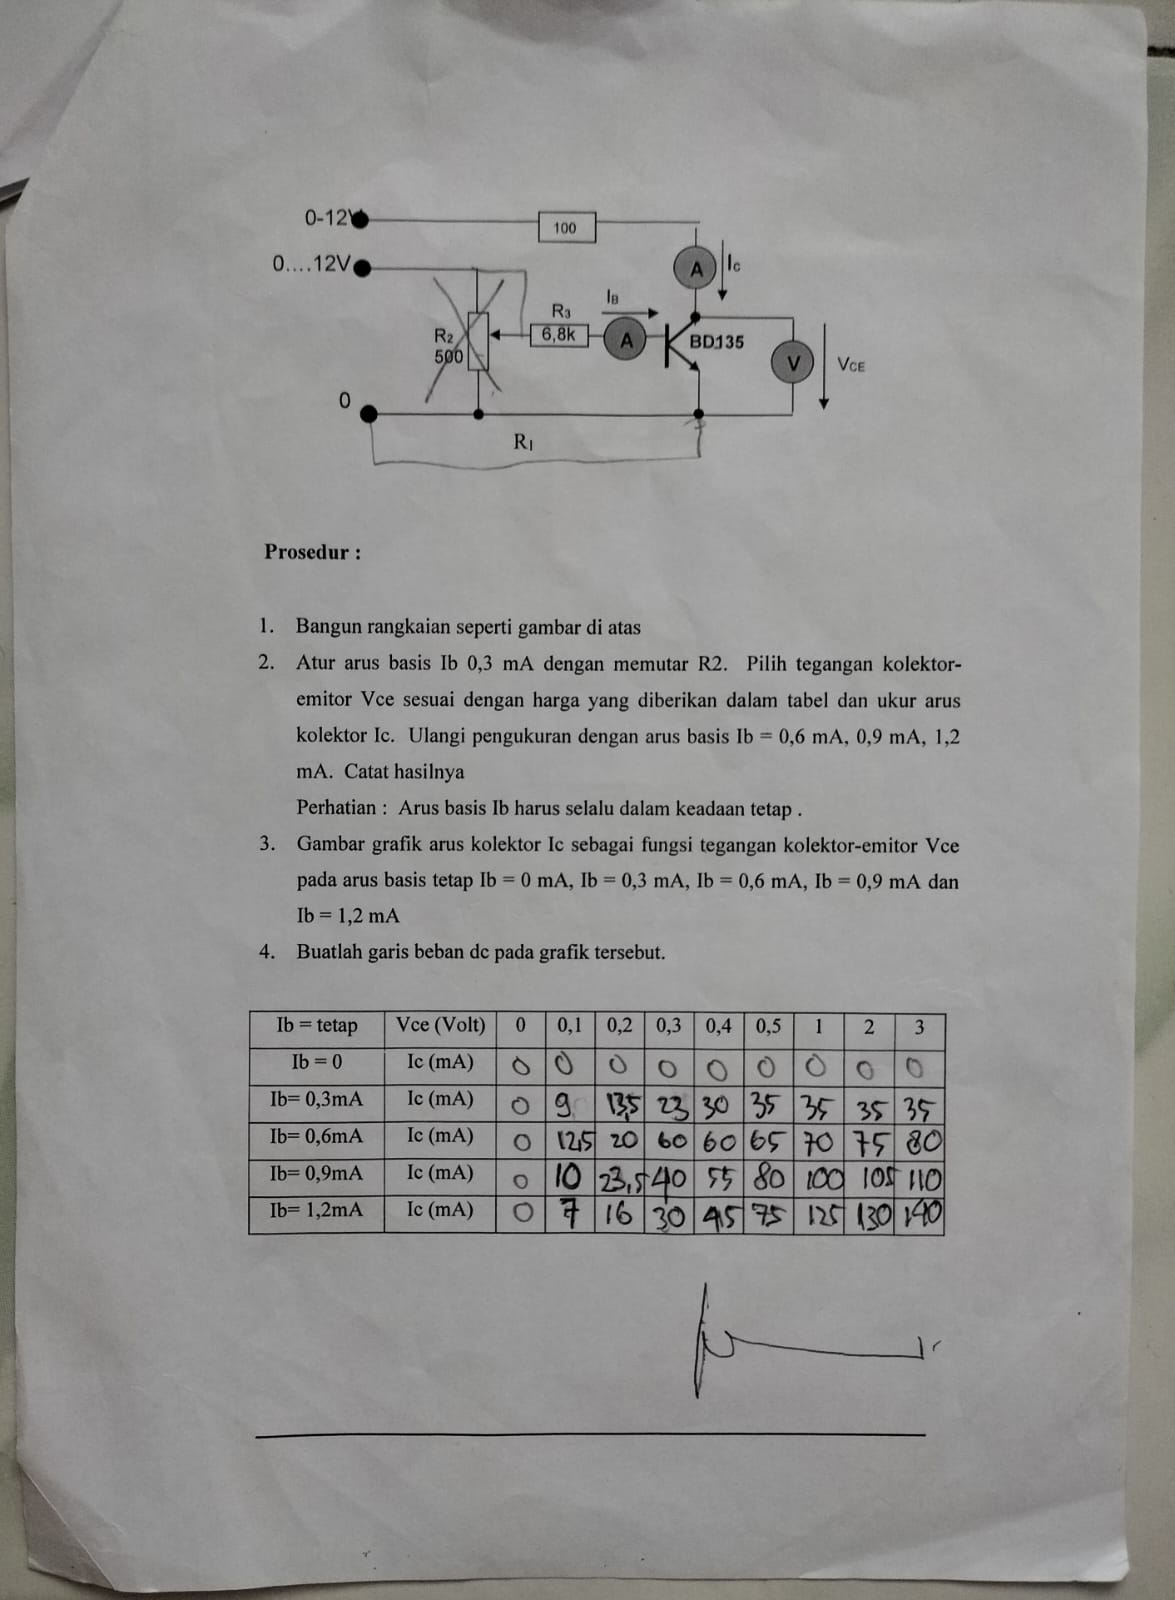 0-12V
100
0....12V
A
Ic
IB
R3
R2
6,8k
A
BD135
500
V
VCE
0
R1
Prosedur :
1. Bangun rangkaian seperti gambar di atas
2. Atur arus basis Ib 0,3 mA dengan memutar R2. Pilih tegangan kolektor-
emitor Vce sesuai dengan harga yang diberikan dalam tabel dan ukur arus
kolektor Ic. Ulangi pengukuran dengan arus basis Ib = 0,6 mA, 0,9 mA, 1,2
mA. Catat hasilnya
Perhatian : Arus basis Ib harus selalu dalam keadaan tetap .
3. Gambar grafik arus kolektor Ic sebagai fungsi tegangan kolektor-emitor Vce
pada arus basis tetap Ib = 0 mA, Ib = 0,3 mA, Ib = 0,6 mA, Ib = 0,9 mA dan
Ib = 1,2 mA
4. Buatlah garis beban dc pada grafik tersebut.
Ib = tetap Vce (Volt) 0 0,1 0,2 0,3 0,4 0,5 1 2 3
Ib = 0 Ic (mA) 0 0 0 0 0 0 0 0 0
Ib= 0,3mA Ic (mA) 0 9 13,5 23 30 35 35 35 35
Ib= 0,6mA Ic (mA) 0 12,5 20 60 60 65 70 75 80
Ib= 0,9mA Ic (mA) 0 10 23,5 40 55 80 100 105 110
Ib= 1,2mA Ic (mA) 0 7 16 30 45 75 125 130 140